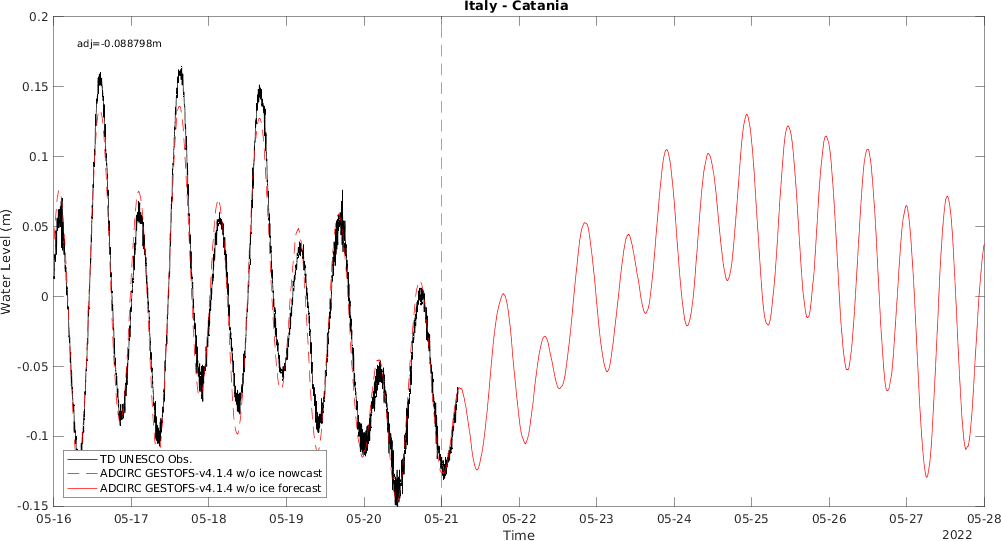 Italy - Catania
adj=-0.088798m
Water Level (m)
0.2
0.15
0.1
0.05
0
-0.05
-0.1
-0.15
TD UNESCO Obs.
ADCIRC GESTOFS-v4.1.4 w/o ice nowcast
ADCIRC GESTOFS-v4.1.4 w/o ice forecast
05-16 05-17 05-18 05-19 05-20 05-21 05-22 05-23 05-24 05-25 05-26 05-27 05-28
Time
2022